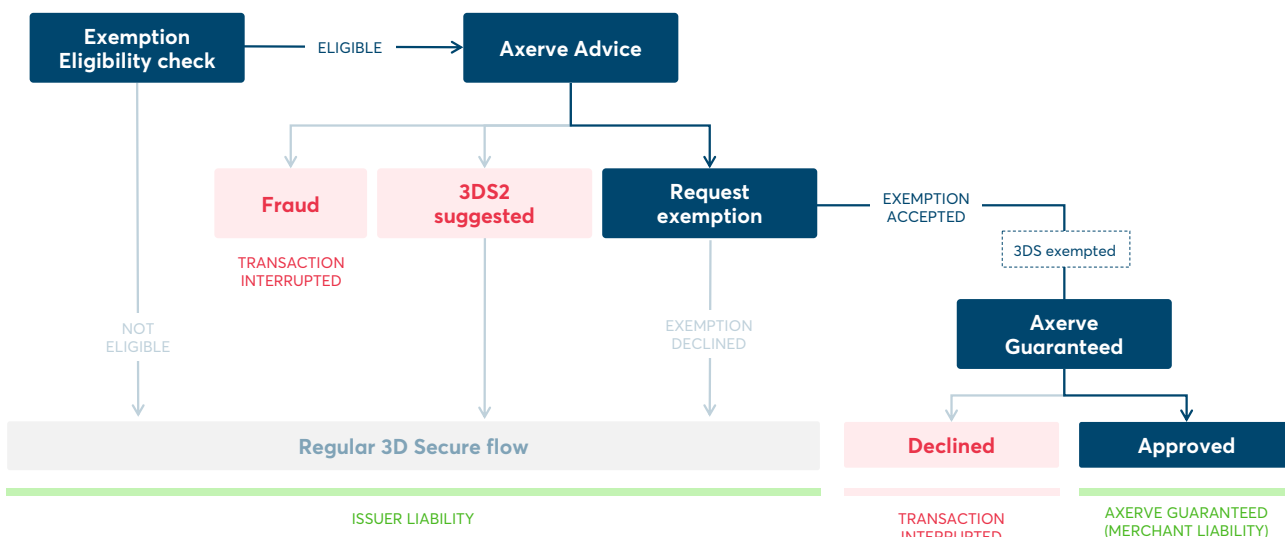 Exemption
Eligibility check
ELIGIBLE
Axerve Advice
Fraud
3DS2
suggested
Request
exemption
EXEMPTION
ACCEPTED
TRANSACTION
INTERRUPTED
3DS exempted
NOT
ELIGIBLE
EXEMPTION
DECLINED
Axerve
Guaranteed
Regular 3D Secure flow
Declined
Approved
ISSUER LIABILITY
TRANSACTION
INTERRUPTED
AXERVE GUARANTEED
(MERCHANT LIABILITY)